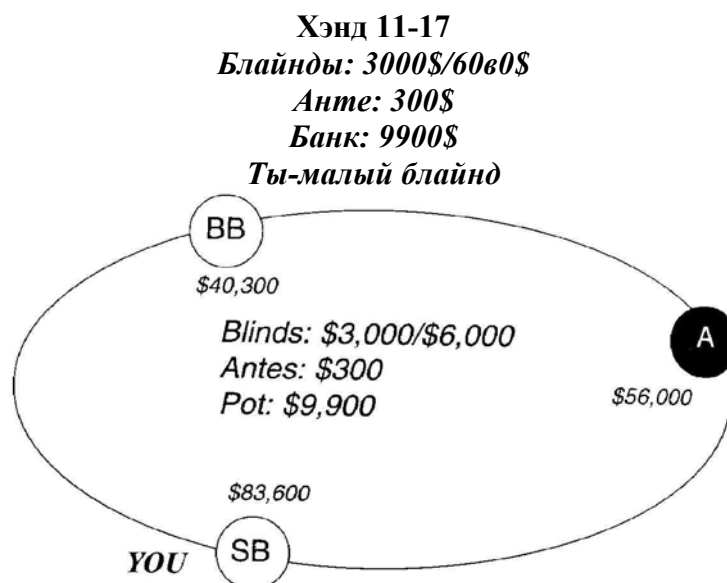 Хэнд 11-17
Блайнды: 3000$/60в0$
Анте: 300$
Банк: 9900$
Ты-малый блайнд
BB
$40,300
Blinds: $3,000/$6,000
Antes: $300
Pot: $9,900
A
$56,000
$83,600
YOU SB